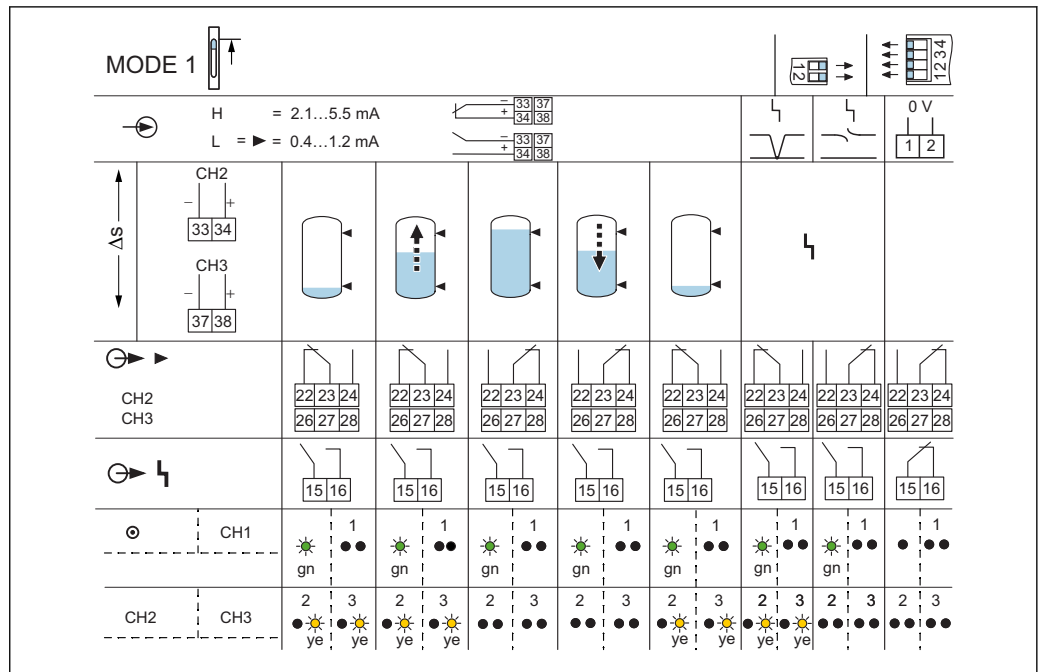 MODE 1
1 2
1 2 3 4
H = 2.1…5.5 mA
– 33 37
+ 34 38
L = ► = 0.4…1.2 mA
– 33 37
+ 34 38
0 V
1 2
Δs
CH2
– +
33 34
CH3
– +
37 38
CH2
22 23 24 22 23 24 22 23 24 22 23 24 22 23 24 22 23 24 22 23 24 22 23 24
CH3
26 27 28 26 27 28 26 27 28 26 27 28 26 27 28 26 27 28 26 27 28 26 27 28
15 16 15 16 15 16 15 16 15 16 15 16 15 16 15 16
CH1
1 1 1 1 1 1 1 1
gn gn gn gn gn gn gn
CH2 CH3
2 3 2 3 2 3 2 3 2 3 2 3 2 3 2 3
ye ye ye ye ye ye ye ye